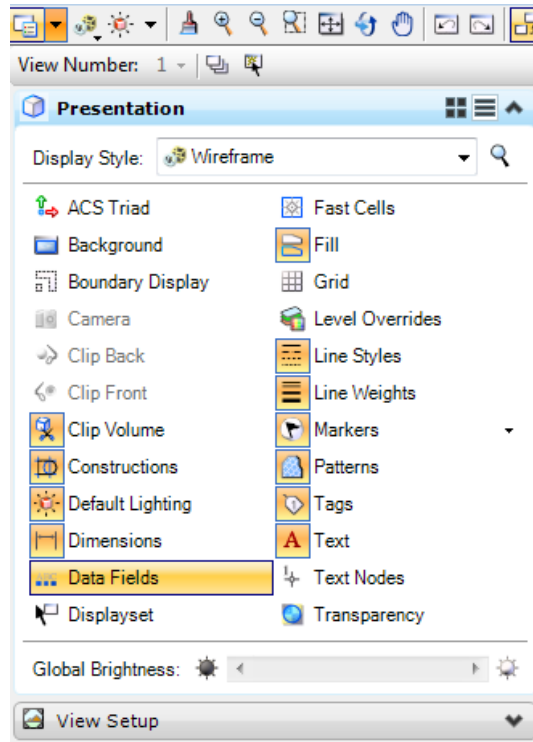 View Number: 1
Presentation
Display Style: Wireframe
ACS Triad
Background
Boundary Display
Camera
Clip Back
Clip Front
Clip Volume
Constructions
Default Lighting
Dimensions
Data Fields
Displayset
Fast Cells
Fill
Grid
Level Overrides
Line Styles
Line Weights
Markers
Patterns
Tags
A Text
Text Nodes
Transparency
Global Brightness:
View Setup